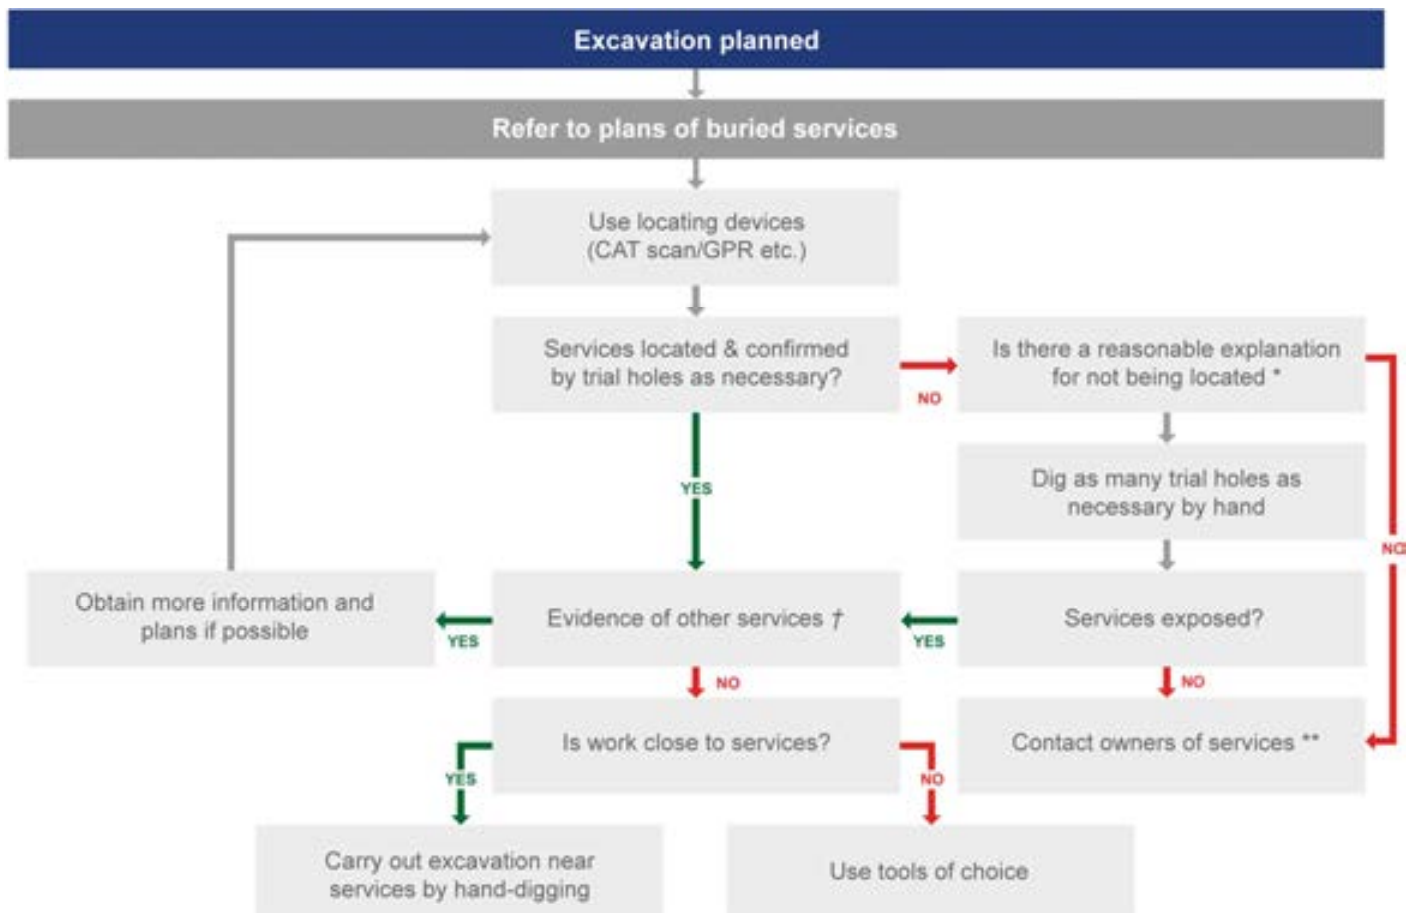 Excavation planned
Refer to plans of buried services
Use locating devices
(CAT scan/GPR etc.)
Services located & confirmed
by trial holes as necessary?
NO
Is there a reasonable explanation
for not being located *
YES
Dig as many trial holes as
necessary by hand
NO
Obtain more information and
plans if possible
YES
Evidence of other services †
YES
Services exposed?
NO
NO
Is work close to services?
Contact owners of services **
YES
NO
Carry out excavation near
services by hand-digging
Use tools of choice